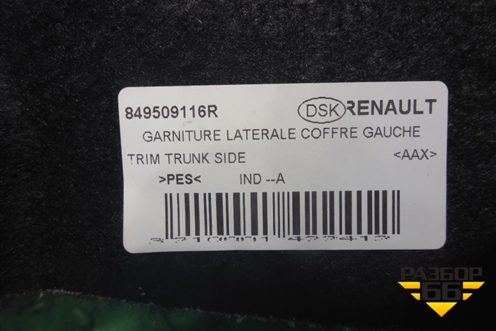 849509116R DSK RENAULT
GARNITURE LATERALE COFFRE GAUCHE
TRIM TRUNK SIDE <AAX>
>PES< IND --A
РАЗБОР
66